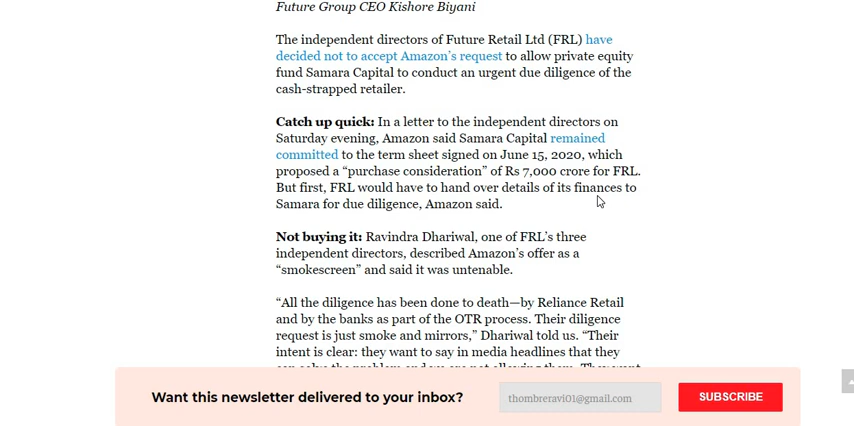 Future Group CEO Kishore Biyani
The independent directors of Future Retail Ltd (FRL) have
decided not to accept Amazon’s request to allow private equity
fund Samara Capital to conduct an urgent due diligence of the
cash-strapped retailer.
Catch up quick: In a letter to the independent directors on
Saturday evening, Amazon said Samara Capital remained
committed to the term sheet signed on June 15, 2020, which
proposed a “purchase consideration” of Rs 7,000 crore for FRL.
But first, FRL would have to hand over details of its finances to
Samara for due diligence, Amazon said.
Not buying it: Ravindra Dhariwal, one of FRL’s three
independent directors, described Amazon’s offer as a
“smokescreen” and said it was untenable.
“All the diligence has been done to death—by Reliance Retail
and by the banks as part of the OTR process. Their diligence
request is just smoke and mirrors,” Dhariwal told us. “Their
intent is clear: they want to say in media headlines that they
Want this newsletter delivered to your inbox?
thombreravi01@gmail.com
SUBSCRIBE